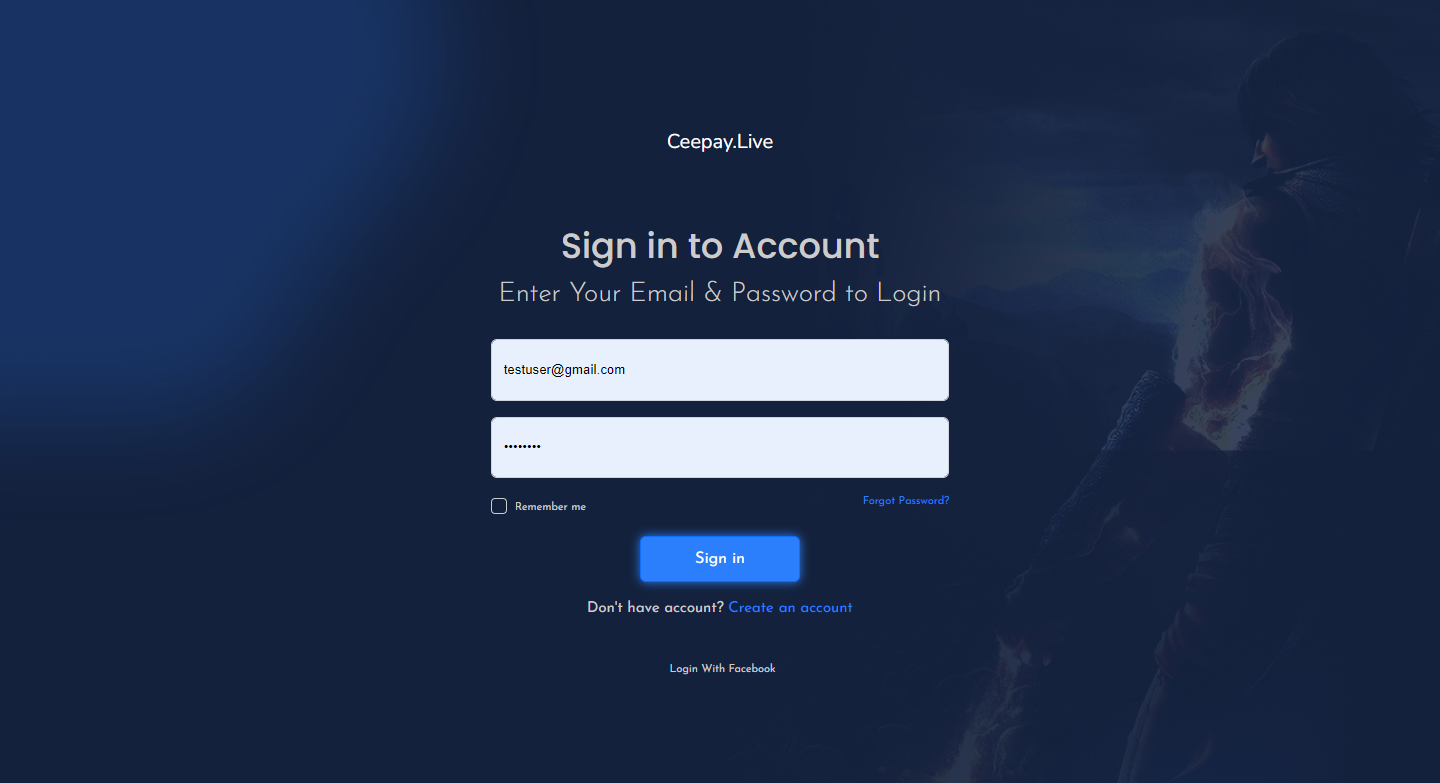 Ceepay.Live
Sign in to Account
Enter Your Email & Password to Login
testuser@gmail.com
••••••••
Remember me
Forgot Password?
Sign in
Don't have account? Create an account
Login With Facebook